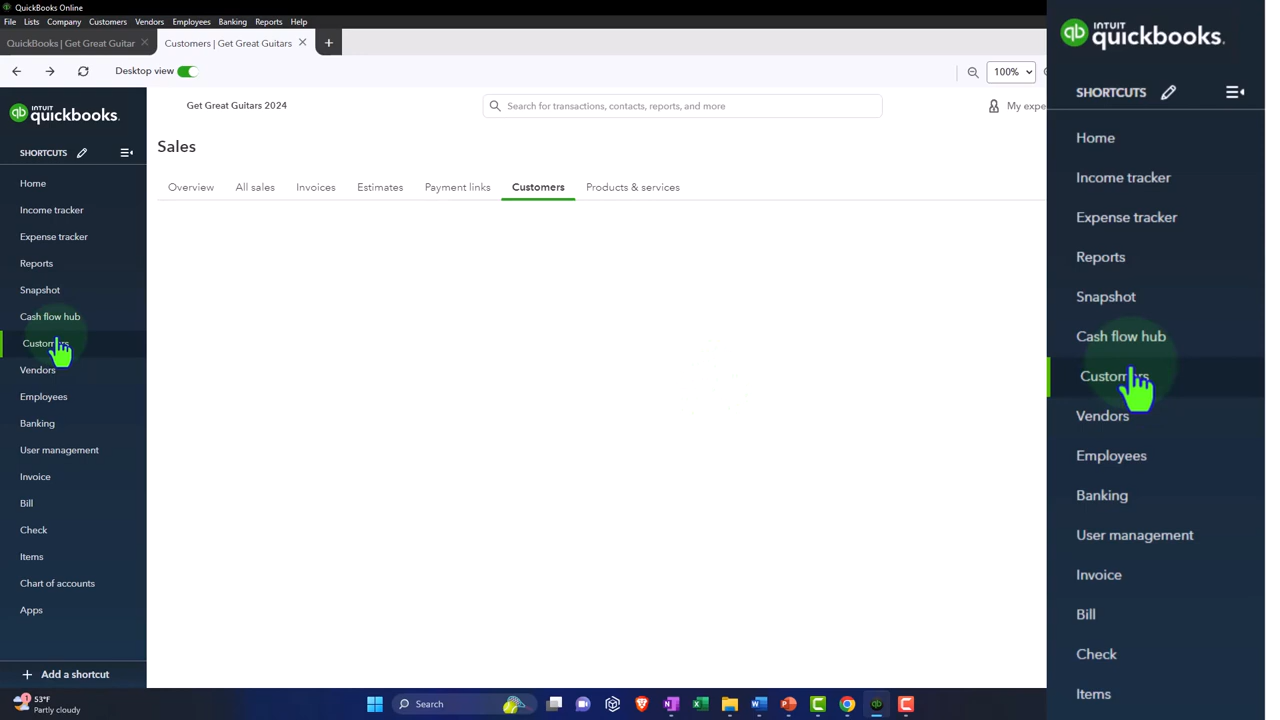 QuickBooks Online
File Lists Company Customers Vendors Employees Banking Reports Help
QuickBooks | Get Great Guitar
Customers | Get Great Guitars
Desktop view
100%
INTUIT
quickbooks.
Get Great Guitars 2024
Search for transactions, contacts, reports, and more
My expe
SHORTCUTS
Home
Income tracker
Expense tracker
Reports
Snapshot
Cash flow hub
Customers
Vendors
Employees
Banking
User management
Invoice
Bill
Check
Items
Chart of accounts
Apps
Add a shortcut
Sales
Overview All sales Invoices Estimates Payment links Customers Products & services
INTUIT
quickbooks.
SHORTCUTS
Home
Income tracker
Expense tracker
Reports
Snapshot
Cash flow hub
Customers
Vendors
Employees
Banking
User management
Invoice
Bill
Check
Items
1
53°F
Partly cloudy
Search